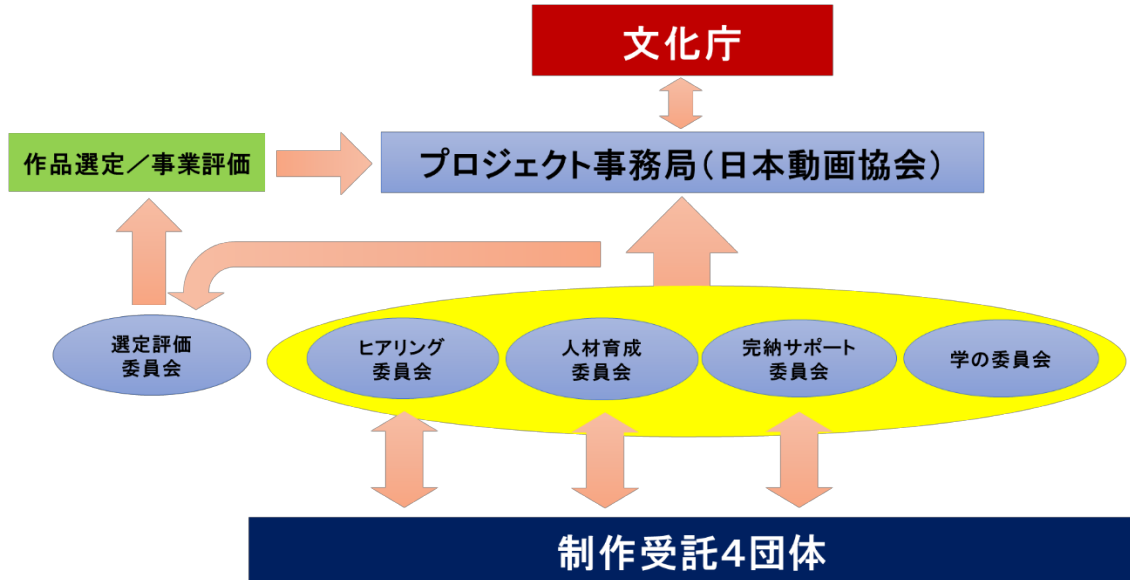 文化庁
作品選定／事業評価
プロジェクト事務局（日本動画協会）
選定評価
委員会
ヒアリング
委員会
人材育成
委員会
完納サポート
委員会
学の委員会
制作受託４団体